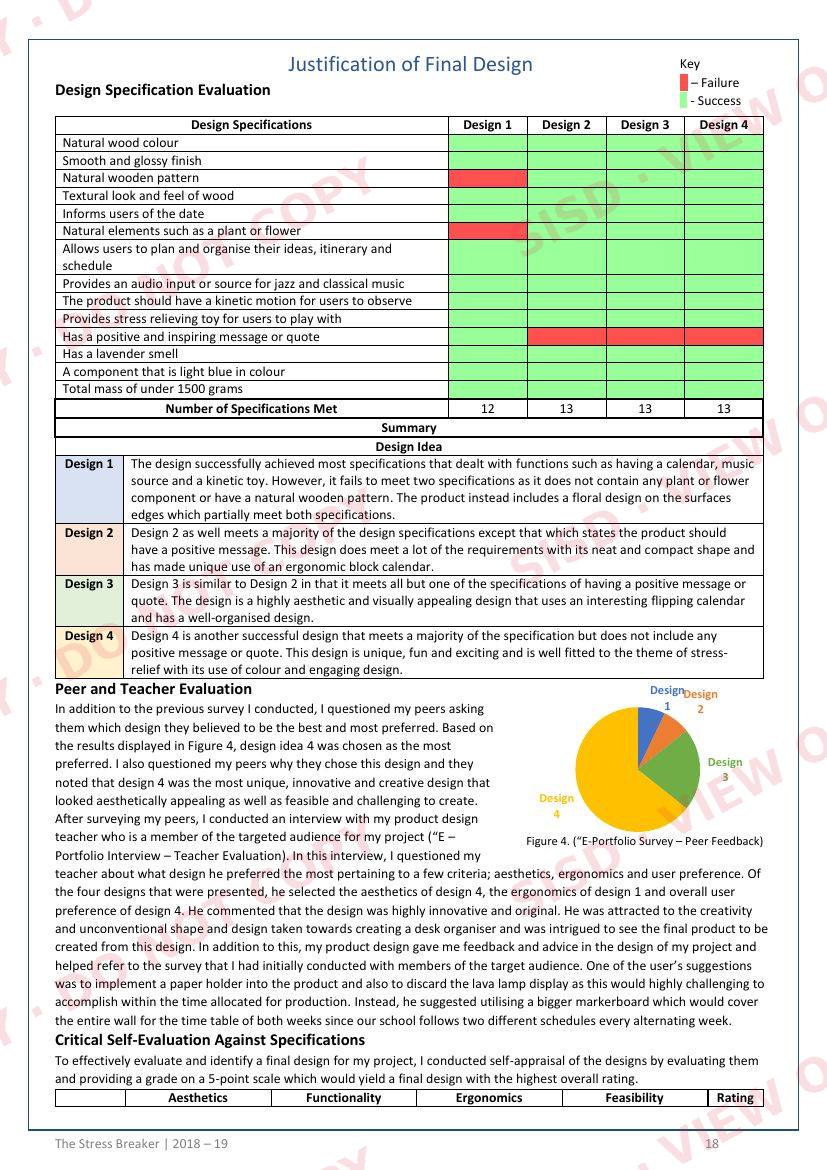 Justification of Final Design
Key
– Failure
- Success
Design Specification Evaluation
Design Specifications Design 1 Design 2 Design 3 Design 4
Natural wood colour
Smooth and glossy finish
Natural wooden pattern
Textural look and feel of wood
Informs users of the date
Natural elements such as a plant or flower
Allows users to plan and organise their ideas, itinerary and
schedule
Provides an audio input or source for jazz and classical music
The product should have a kinetic motion for users to observe
Provides stress relieving toy for users to play with
Has a positive and inspiring message or quote
Has a lavender smell
A component that is light blue in colour
Total mass of under 1500 grams
Number of Specifications Met 12 13 13 13
Summary
Design Idea
Design 1 The design successfully achieved most specifications that dealt with functions such as having a calendar, music
source and a kinetic toy. However, it fails to meet two specifications as it does not contain any plant or flower
component or have a natural wooden pattern. The product instead includes a floral design on the surfaces
edges which partially meet both specifications.
Design 2 Design 2 as well meets a majority of the design specifications except that which states the product should
have a positive message. This design does meet a lot of the requirements with its neat and compact shape and
has made unique use of an ergonomic block calendar.
Design 3 Design 3 is similar to Design 2 in that it meets all but one of the specifications of having a positive message or
quote. The design is a highly aesthetic and visually appealing design that uses an interesting flipping calendar
and has a well-organised design.
Design 4 Design 4 is another successful design that meets a majority of the specification but does not include any
positive message or quote. This design is unique, fun and exciting and is well fitted to the theme of stress-
relief with its use of colour and engaging design.
Peer and Teacher Evaluation
In addition to the previous survey I conducted, I questioned my peers asking
them which design they believed to be the best and most preferred. Based on
the results displayed in Figure 4, design idea 4 was chosen as the most
preferred. I also questioned my peers why they chose this design and they
noted that design 4 was the most unique, innovative and creative design that
looked aesthetically appealing as well as feasible and challenging to create.
After surveying my peers, I conducted an interview with my product design
teacher who is a member of the targeted audience for my project (“E –
Portfolio Interview – Teacher Evaluation). In this interview, I questioned my
Design
1
Design
2
Design
3
Design
4
Figure 4. (“E-Portfolio Survey – Peer Feedback)
teacher about what design he preferred the most pertaining to a few criteria; aesthetics, ergonomics and user preference. Of
the four designs that were presented, he selected the aesthetics of design 4, the ergonomics of design 1 and overall user
preference of design 4. He commented that the design was highly innovative and original. He was attracted to the creativity
and unconventional shape and design taken towards creating a desk organiser and was intrigued to see the final product to be
created from this design. In addition to this, my product design gave me feedback and advice in the design of my project and
helped refer to the survey that I had initially conducted with members of the target audience. One of the user’s suggestions
was to implement a paper holder into the product and also to discard the lava lamp display as this would highly challenging to
accomplish within the time allocated for production. Instead, he suggested utilising a bigger markerboard which would cover
the entire wall for the time table of both weeks since our school follows two different schedules every alternating week.
Critical Self-Evaluation Against Specifications
To effectively evaluate and identify a final design for my project, I conducted self-appraisal of the designs by evaluating them
and providing a grade on a 5-point scale which would yield a final design with the highest overall rating.
Aesthetics Functionality Ergonomics Feasibility Rating
The Stress Breaker | 2018 – 19 18
DO NOT COPY
SISD · VIEW O
DO NOT COPY
SISD · VIEW O
DO NOT COPY
SISD · VIEW O